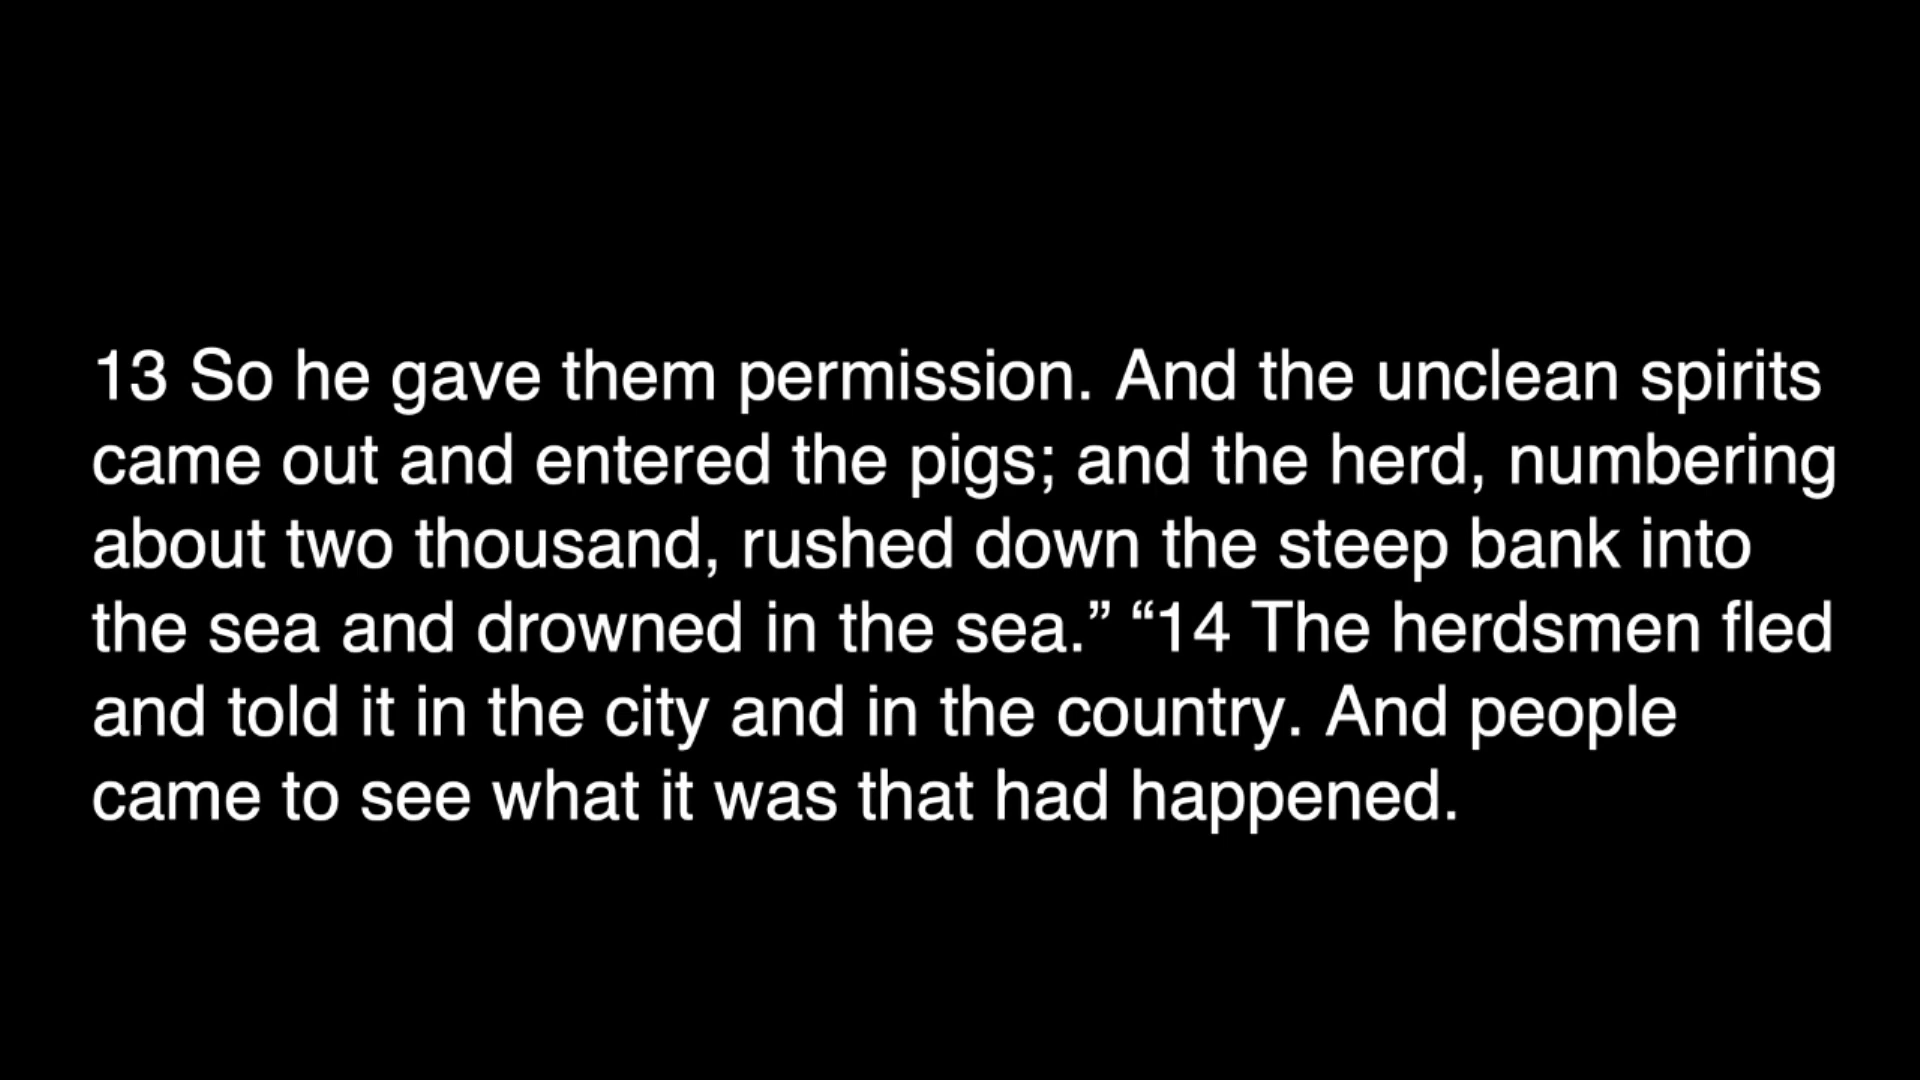 13 So he gave them permission. And the unclean spirits
came out and entered the pigs; and the herd, numbering
about two thousand, rushed down the steep bank into
the sea and drowned in the sea.” “14 The herdsmen fled
and told it in the city and in the country. And people
came to see what it was that had happened.